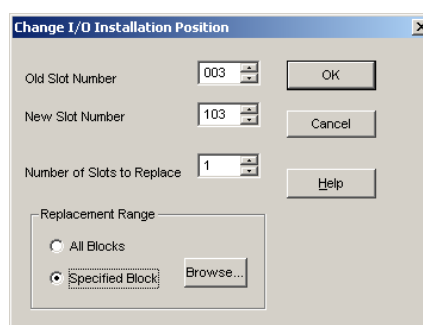 Change I/O Installation Position
Old Slot Number 003 OK
New Slot Number 103 Cancel
Number of Slots to Replace 1 Help
Replacement Range
All Blocks
Specified Block Browse...